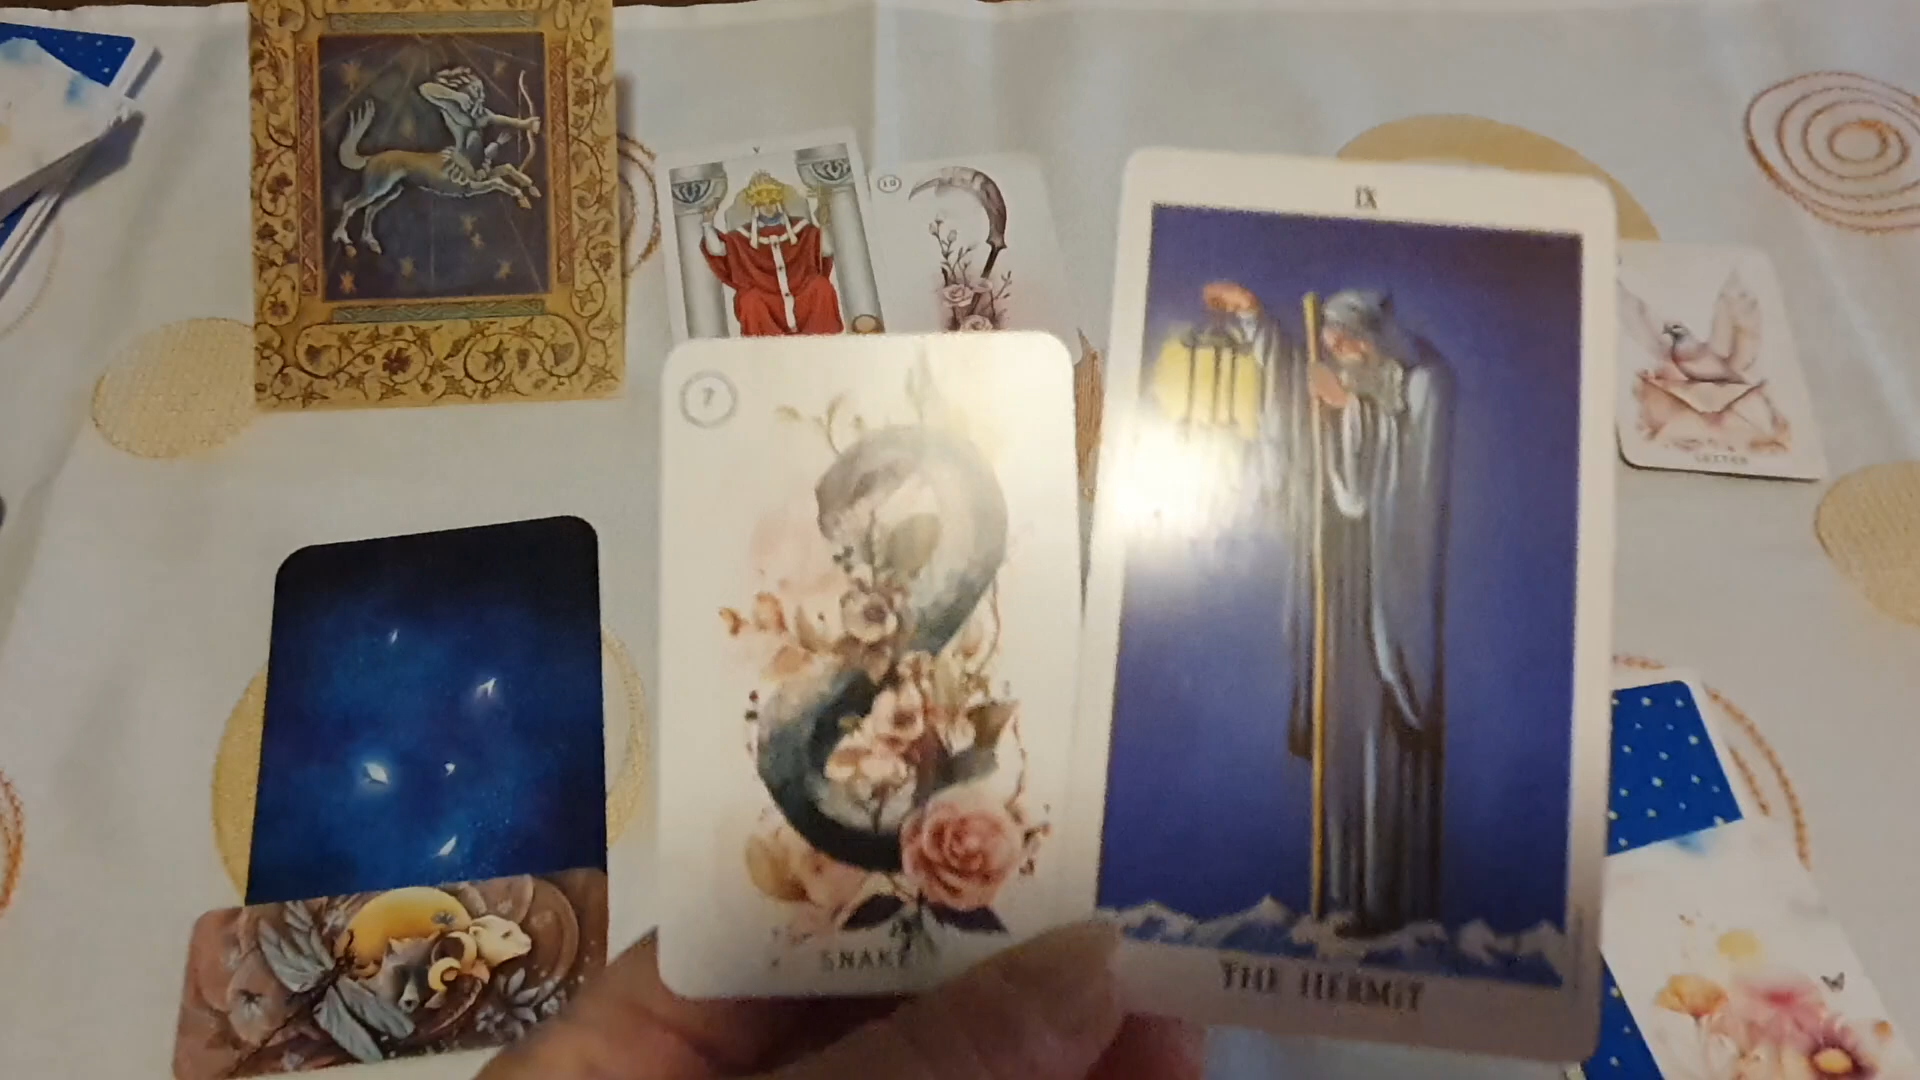 V
10
IX
7
LETTER
SNAKE
THE HERMIT